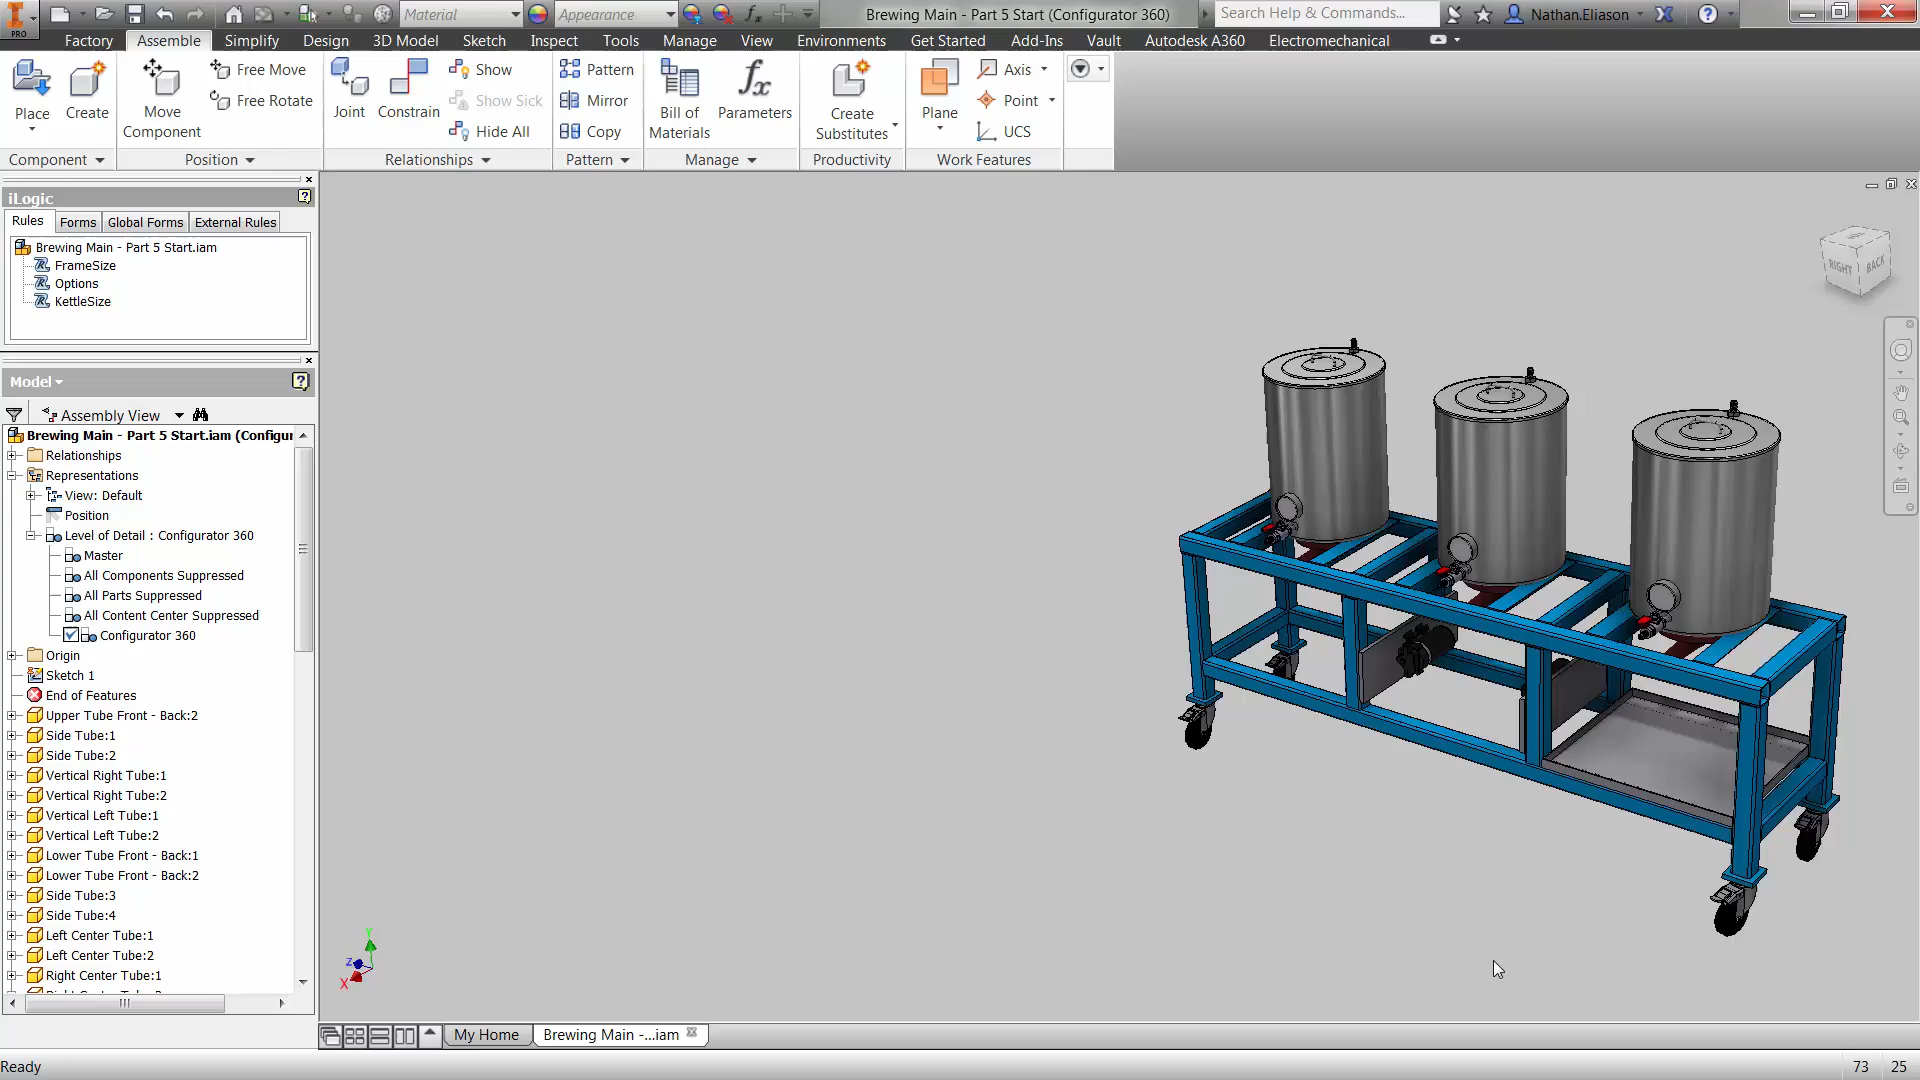 PRO
Material
Appearance
Brewing Main - Part 5 Start (Configurator 360)
Search Help & Commands...
Nathan.Eliason
Factory
Assemble
Simplify
Design
3D Model
Sketch
Inspect
Tools
Manage
View
Environments
Get Started
Add-Ins
Vault
Autodesk A360
Electromechanical
Place
Create
Move
Component
Free Move
Free Rotate
Joint
Constrain
Show
Show Sick
Hide All
Pattern
Mirror
Copy
Bill of
Materials
Parameters
Create
Substitutes
Plane
Axis
Point
UCS
Component
Position
Relationships
Pattern
Manage
Productivity
Work Features
iLogic
Rules
Forms
Global Forms
External Rules
Brewing Main - Part 5 Start.iam
FrameSize
Options
KettleSize
Model
Assembly View
Brewing Main - Part 5 Start.iam (Configur
Relationships
Representations
View: Default
Position
Level of Detail : Configurator 360
Master
All Components Suppressed
All Parts Suppressed
All Content Center Suppressed
Configurator 360
Origin
Sketch 1
End of Features
Upper Tube Front - Back:2
Side Tube:1
Side Tube:2
Vertical Right Tube:1
Vertical Right Tube:2
Vertical Left Tube:1
Vertical Left Tube:2
Lower Tube Front - Back:1
Lower Tube Front - Back:2
Side Tube:3
Side Tube:4
Left Center Tube:1
Left Center Tube:2
Right Center Tube:1
RIGHT
BACK
Y
Z
X
My Home
Brewing Main -...iam
Ready
73
25